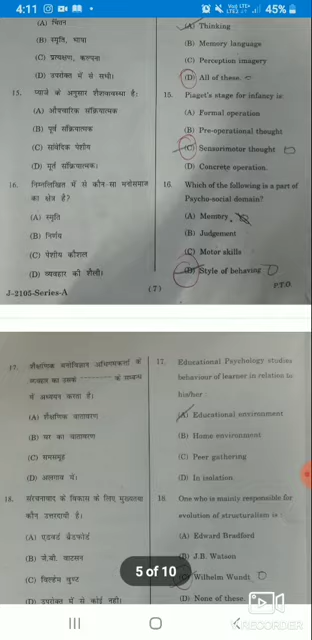 4:11
45%
(A) चिंतन
(B) स्मृति, भाषा
(C) प्रत्यक्षण, कल्पना
(D) उपरोक्त में से सभी।
15. प्याजे के अनुसार शैशवावस्था है:
(A) औपचारिक सक्रियात्मक
(B) पूर्व सक्रियात्मक
(C) सांवेदिक पेशीय
(D) मूर्त सक्रियात्मक।
16. निम्नलिखित में से कौन-सा मनोसमाज
का क्षेत्र है?
(A) स्मृति
(B) निर्णय
(C) पेशीय कौशल
(D) व्यवहार की शैली।
J-2105-Series-A
(7)
(A) Thinking
(B) Memory language
(C) Perception imagery
(D) All of these.
15. Piaget's stage for infancy is:
(A) Formal operation
(B) Pre-operational thought
(C) Sensorimotor thought
(D) Concrete operation.
16. Which of the following is a part of
Psycho-social domain?
(A) Memory
(B) Judgement
(C) Motor skills
(D) Style of behaving
P.T.O.
17. शैक्षणिक मनोविज्ञान अधिगमकर्ता के
व्यवहार का उसके ---------- के सम्बन्ध
में अध्ययन करता है।
(A) शैक्षणिक वातावरण
(B) घर का वातावरण
(C) समसमूह
(D) अलगाव में।
18. संरचनावाद के विकास के लिए मुख्यतया
कौन उत्तरदायी है?
(A) एडवर्ड ब्रैडफोर्ड
(B) जे.बी. वाटसन
(C) विल्हेम वुन्ट
(D) उपरोक्त में से कोई नहीं।
17. Educational Psychology studies
behaviour of learner in relation to
his/her
(A) Educational environment
(B) Home environment
(C) Peer gathering
(D) In isolation
18. One who is mainly responsible for
evolution of structuralism is :
(A) Edward Bradford
(B) J.B. Watson
(C) Wilhelm Wundt
(D) None of these.
5 of 10
RECORDER